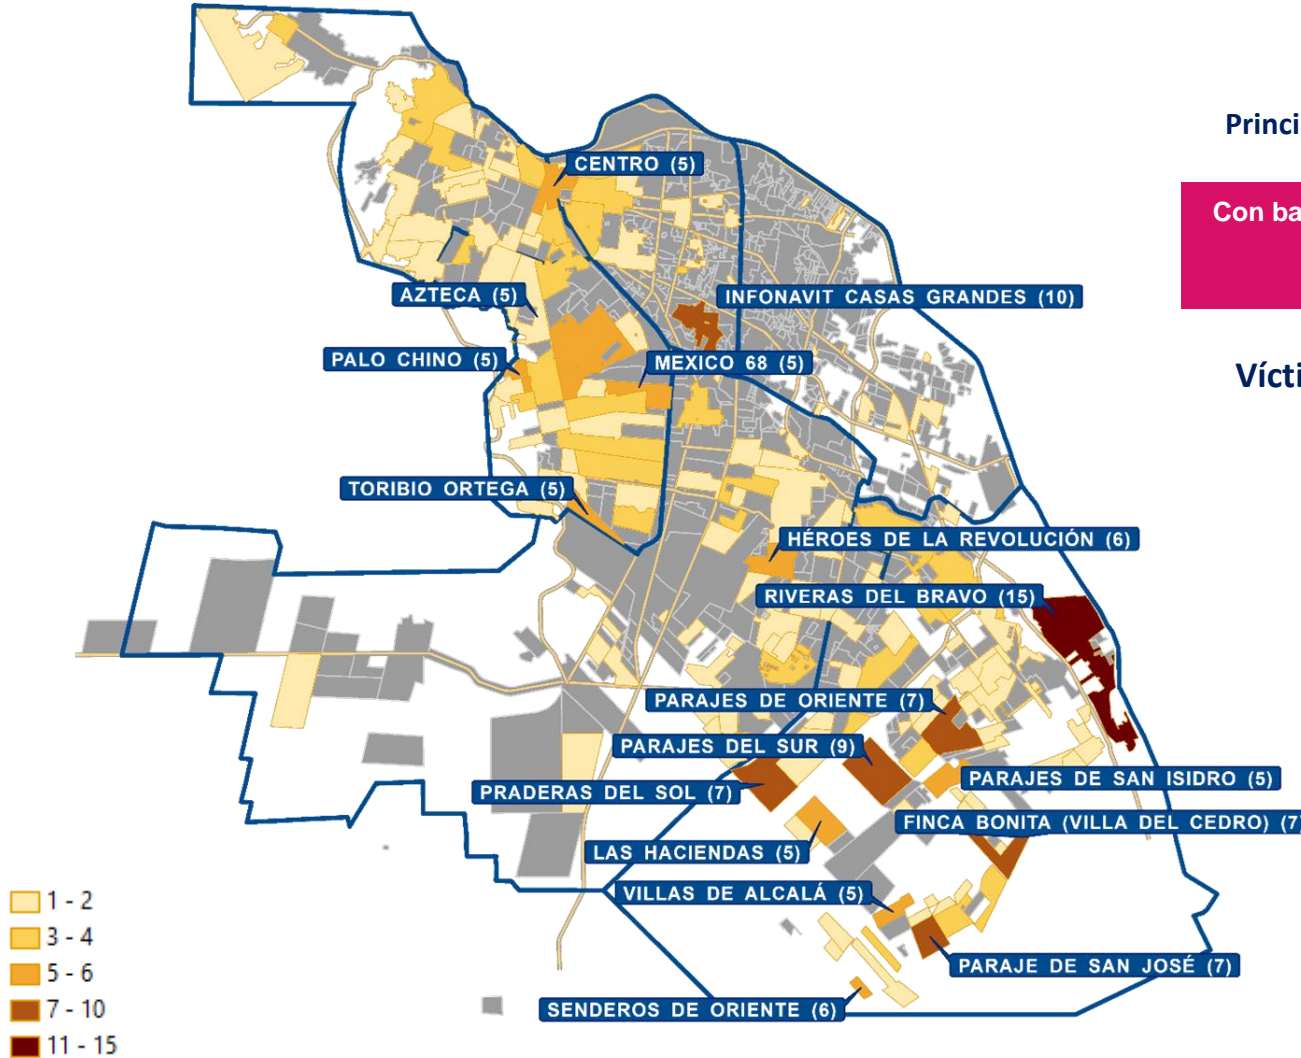 Princi
CENTRO (5)
Con ba
AZTECA (5)
INFONAVIT CASAS GRANDES (10)
PALO CHINO (5)
MEXICO 68 (5)
Vícti
TORIBIO ORTEGA (5)
HÉROES DE LA REVOLUCIÓN (6)
RIVERAS DEL BRAVO (15)
PARAJES DE ORIENTE (7)
PARAJES DEL SUR (9)
PARAJES DE SAN ISIDRO (5)
PRADERAS DEL SOL (7)
FINCA BONITA (VILLA DEL CEDRO) (7)
LAS HACIENDAS (5)
VILLAS DE ALCALÁ (5)
PARAJE DE SAN JOSÉ (7)
SENDEROS DE ORIENTE (6)
1 - 2
3 - 4
5 - 6
7 - 10
11 - 15